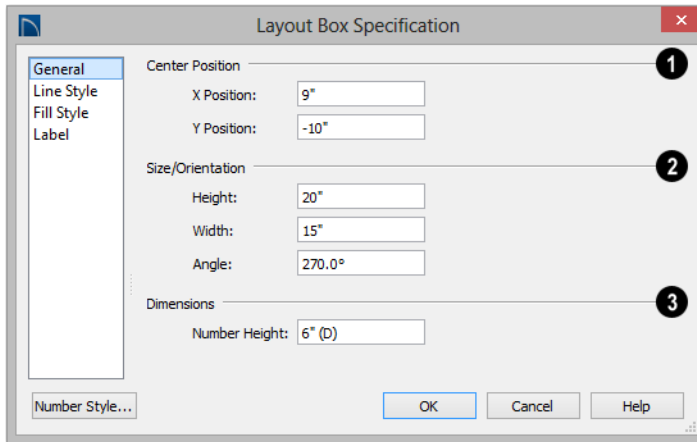 Layout Box Specification
General
Line Style
Fill Style
Label
Center Position
1
X Position: 9"
Y Position: -10"
Size/Orientation
2
Height: 20"
Width: 15"
Angle: 270.0°
Dimensions
3
Number Height: 6" (D)
Number Style...
OK
Cancel
Help